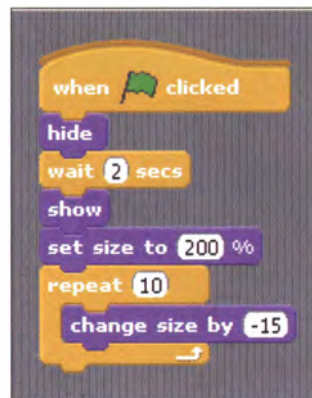 when clicked
hide
wait 2 secs
show
set size to 200 %
repeat 10
change size by -15